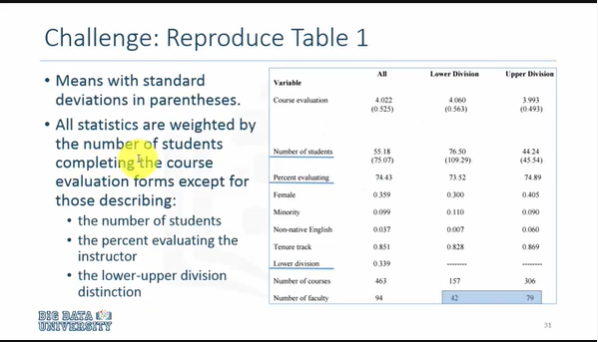 Challenge: Reproduce Table 1
• Means with standard
deviations in parentheses.
• All statistics are weighted by
the number of students
completing the course
evaluation forms except for
those describing:
• the number of students
• the percent evaluating the
instructor
• the lower-upper division
distinction
Variable All Lower Division Upper Division
Course evaluation 4.022 4.060 3.993
(0.525) (0.563) (0.493)
Number of students 55.18 76.50 44.24
(75.07) (109.29) (45.54)
Percent evaluating 74.43 73.52 74.89
Female 0.359 0.300 0.405
Minority 0.099 0.110 0.090
Non-native English 0.037 0.007 0.060
Tenure track 0.851 0.828 0.869
Lower division 0.339 -------- --------
Number of courses 463 157 306
Number of faculty 94 42 79
BIG DATA
UNIVERSITY
31